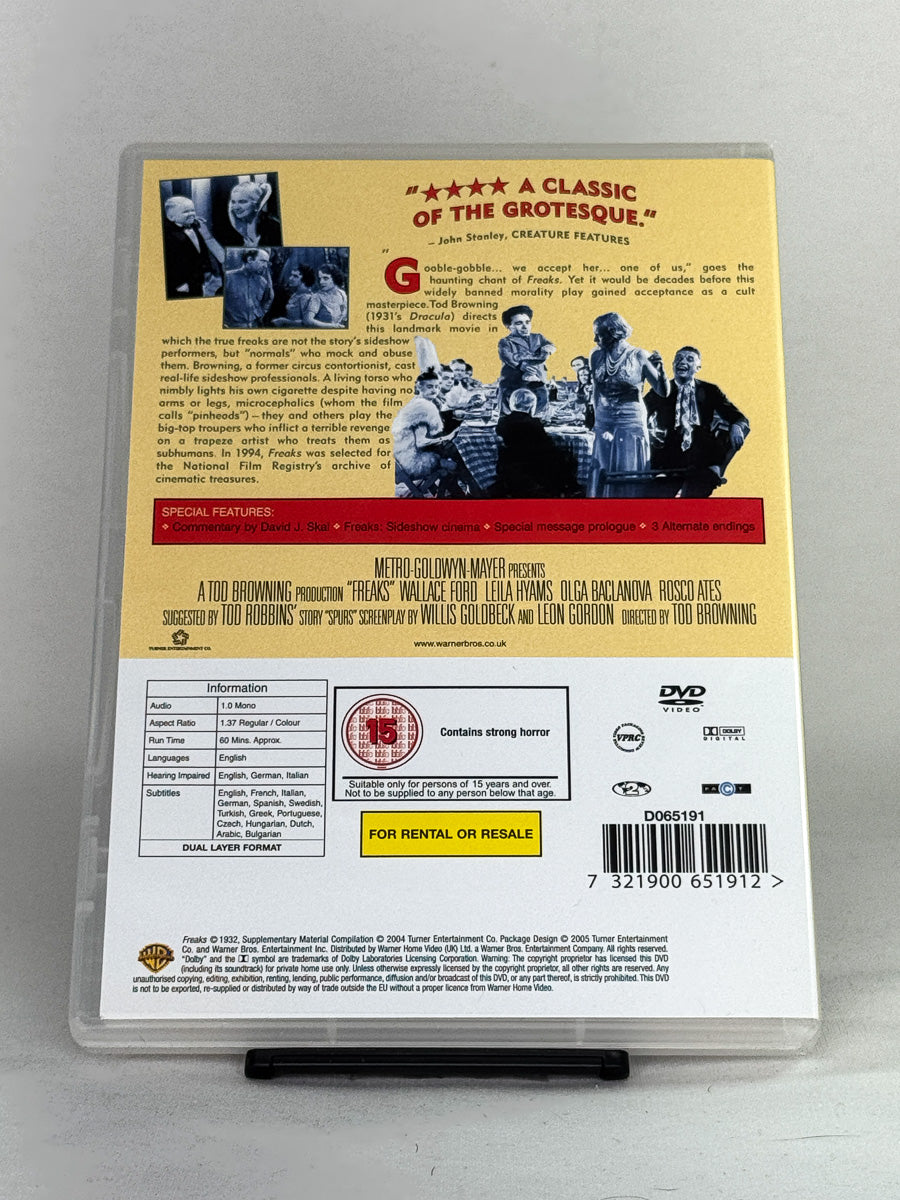 "★★★★ A CLASSIC
OF THE GROTESQUE."
– John Stanley, CREATURE FEATURES
"Gooble-gobble... we accept her... one of us," goes the
haunting chant of Freaks. Yet it would be decades before this
widely banned morality play gained acceptance as a cult
masterpiece.Tod Browning
(1931's Dracula) directs
this landmark movie in
which the true freaks are not the story's sideshow
performers, but "normals" who mock and abuse
them. Browning, a former circus contortionist, cast
real-life sideshow professionals. A living torso who
nimbly lights his own cigarette despite having no
arms or legs, microcephalics (whom the film
calls "pinheads") – they and others play the
big-top troupers who inflict a terrible revenge
on a trapeze artist who treats them as
subhumans. In 1994, Freaks was selected for
the National Film Registry's archive of
cinematic treasures.
SPECIAL FEATURES:
❖ Commentary by David J. Skal ❖ Freaks: Sideshow cinema ❖ Special message prologue ❖ 3 Alternate endings
METRO-GOLDWYN-MAYER PRESENTS
A TOD BROWNING PRODUCTION "FREAKS" WALLACE FORD LEILA HYAMS OLGA BACLANOVA ROSCO ATES
SUGGESTED BY TOD ROBBINS' STORY "SPURS" SCREENPLAY BY WILLIS GOLDBECK AND LEON GORDON DIRECTED BY TOD BROWNING
TURNER ENTERTAINMENT CO.
www.warnerbros.co.uk
Information
Audio 1.0 Mono
Aspect Ratio 1.37 Regular / Colour
Run Time 60 Mins. Approx.
Languages English
Hearing Impaired English, German, Italian
Subtitles English, French, Italian,
German, Spanish, Swedish,
Turkish, Greek, Portuguese,
Czech, Hungarian, Dutch,
Arabic, Bulgarian
DUAL LAYER FORMAT
15
Contains strong horror
Suitable only for persons of 15 years and over.
Not to be supplied to any person below that age.
FOR RENTAL OR RESALE
DVD
VIDEO
VPRC
DOLBY
DIGITAL
2
FACT
D065191
7 321900 651912 >
Freaks © 1932, Supplementary Material Compilation © 2004 Turner Entertainment Co. Package Design © 2005 Turner Entertainment
Co. and Warner Bros. Entertainment Inc. Distributed by Warner Home Video (UK) Ltd, a Warner Bros. Entertainment Company. All rights reserved.
"Dolby" and the DD symbol are trademarks of Dolby Laboratories Licensing Corporation. Warning: The copyright proprietor has licensed this DVD
(including its soundtrack) for private home use only. Unless otherwise expressly licensed by the copyright proprietor, all other rights are reserved. Any
unauthorised copying, editing, exhibition, renting, lending, public performance, diffusion and/or broadcast of this DVD, or any part thereof, is strictly prohibited. This DVD
is not to be exported, re-supplied or distributed by way of trade outside the EU without a proper licence from Warner Home Video.